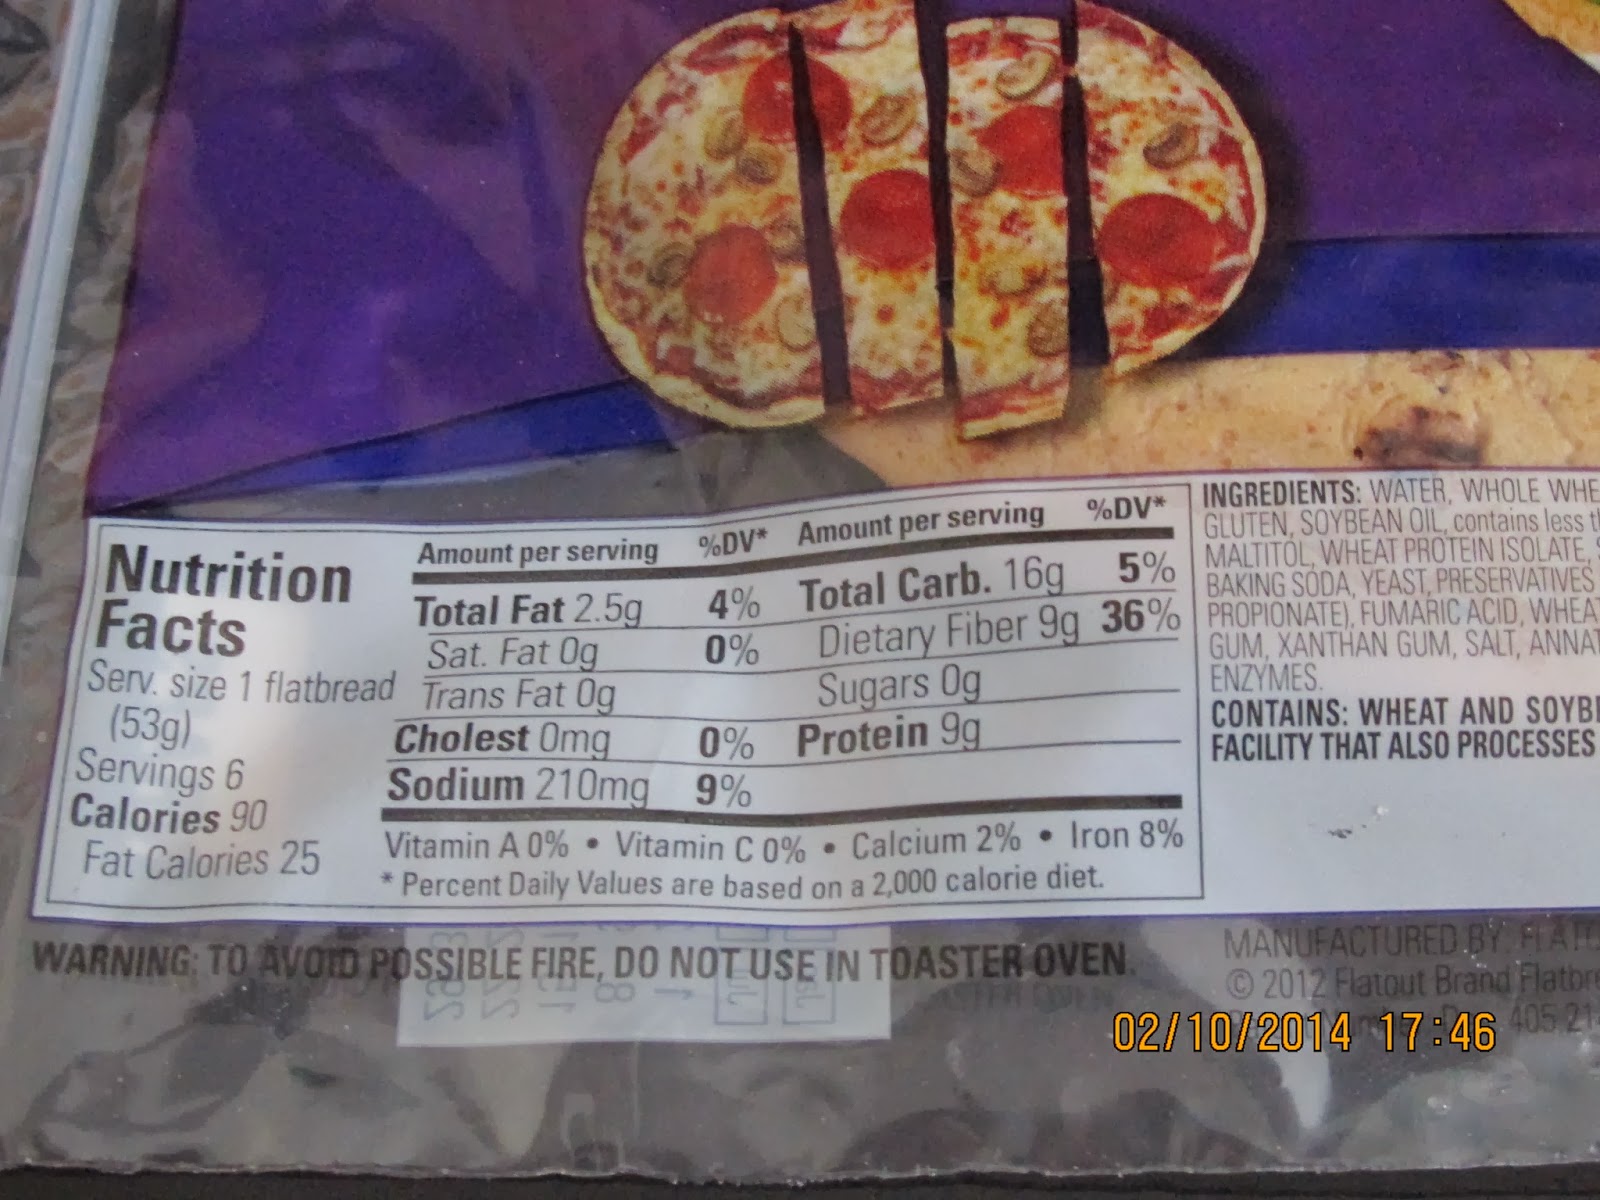 Nutrition
Facts
Serv. size 1 flatbread
(53g)
Servings 6
Calories 90
Fat Calories 25
Amount per serving %DV*
Total Fat 2.5g 4%
Sat. Fat 0g 0%
Trans Fat 0g
Cholest 0mg 0%
Sodium 210mg 9%
Amount per serving %DV*
Total Carb. 16g 5%
Dietary Fiber 9g 36%
Sugars 0g
Protein 9g
Vitamin A 0% • Vitamin C 0% • Calcium 2% • Iron 8%
* Percent Daily Values are based on a 2,000 calorie diet.
INGREDIENTS: WATER, WHOLE
GLUTEN, SOYBEAN OIL, contains less
MALTITOL, WHEAT PROTEIN ISOLATE,
BAKING SODA, YEAST, PRESERVATIVES
PROPIONATE), FUMARIC ACID,
GUM, XANTHAN GUM, SALT,
ENZYMES.
CONTAINS: WHEAT AND
FACILITY THAT ALSO PROCESSES
WARNING: TO AVOID POSSIBLE FIRE, DO NOT USE IN TOASTER OVEN.
MANUFACTURED BY:
© 2012 Flatout Brand
02/10/2014 17:46